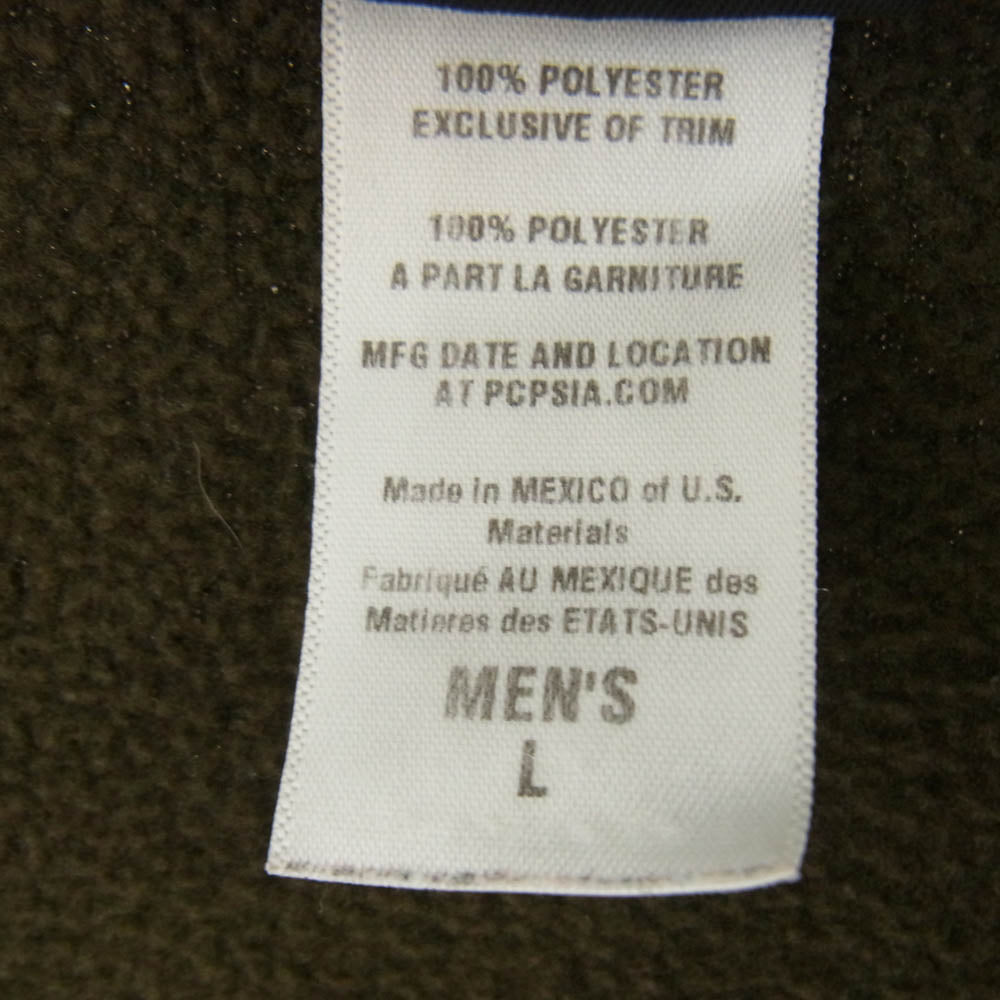 100% POLYESTER
EXCLUSIVE OF TRIM
100% POLYESTER
A PART LA GARNITURE
MFG DATE AND LOCATION
AT PCPSIA.COM
Made in MEXICO of U.S.
Materials
Fabriqué AU MEXIQUE des
Matieres des ETATS-UNIS
MEN'S
L